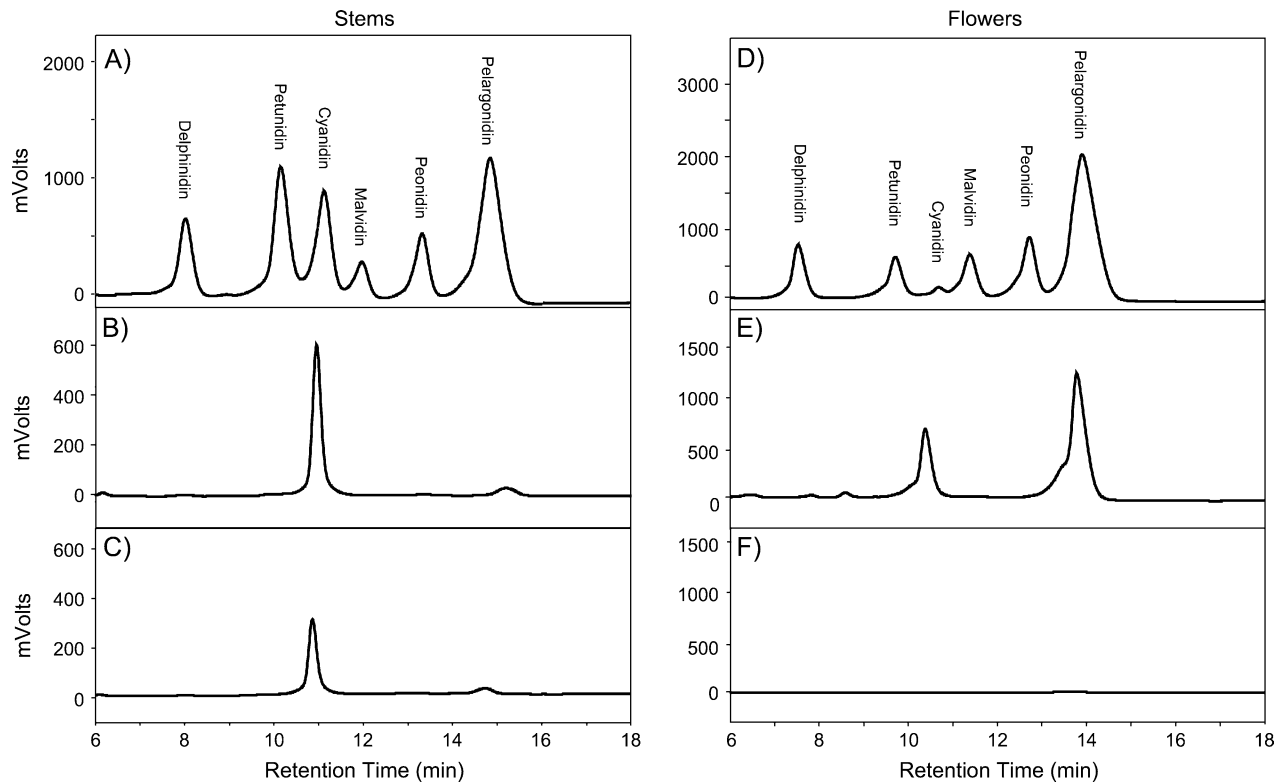 Stems
Flowers
A)
2000
1000
0
mVolts
Delphinidin
Petunidin
Cyanidin
Malvidin
Peonidin
Pelargonidin
B)
600
400
200
0
mVolts
C)
600
400
200
0
mVolts
6 8 10 12 14 16 18
Retention Time (min)
D)
3000
2000
1000
0
Delphinidin
Petunidin
Cyanidin
Malvidin
Peonidin
Pelargonidin
E)
1500
1000
500
0
F)
1500
1000
500
0
6 8 10 12 14 16 18
Retention Time (min)